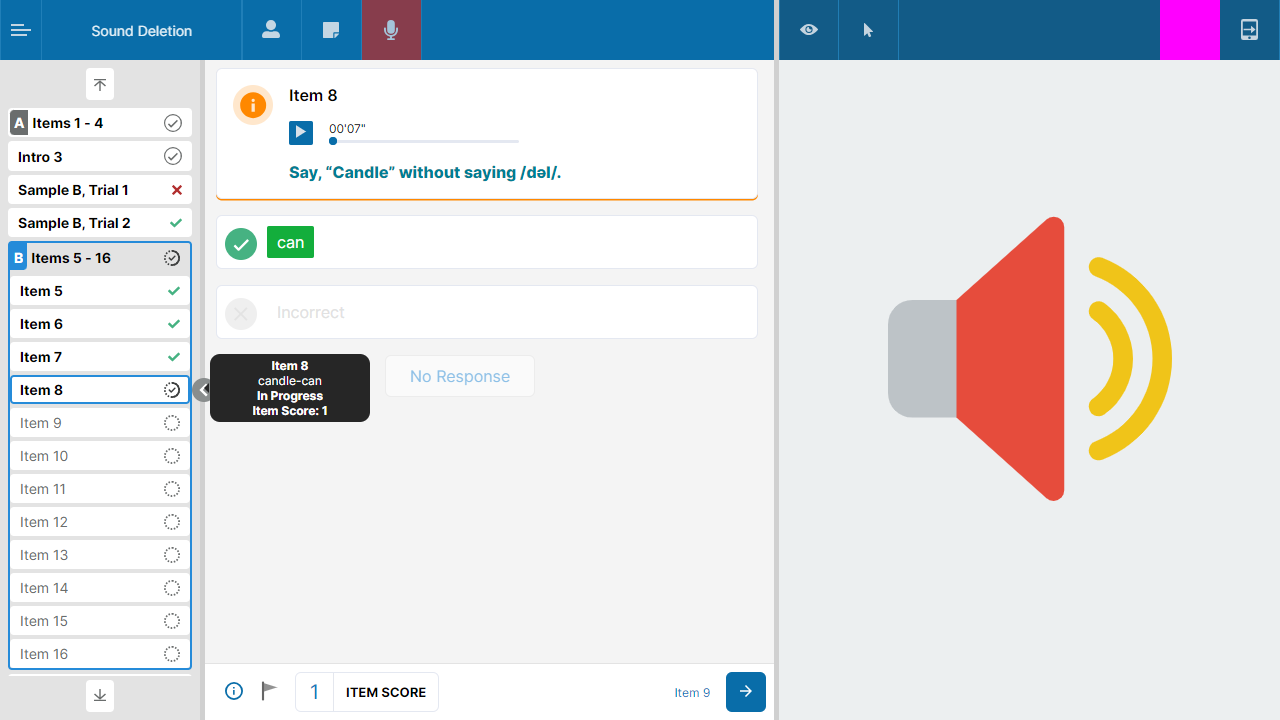 Sound Deletion
A Items 1 - 4
Intro 3
Sample B, Trial 1
Sample B, Trial 2
B Items 5 - 16
Item 5
Item 6
Item 7
Item 8
Item 9
Item 10
Item 11
Item 12
Item 13
Item 14
Item 15
Item 16
Item 8
00'07"
Say, “Candle” without saying /dəl/.
can
Incorrect
Item 8
candle-can
In Progress
Item Score: 1
No Response
1 ITEM SCORE
Item 9